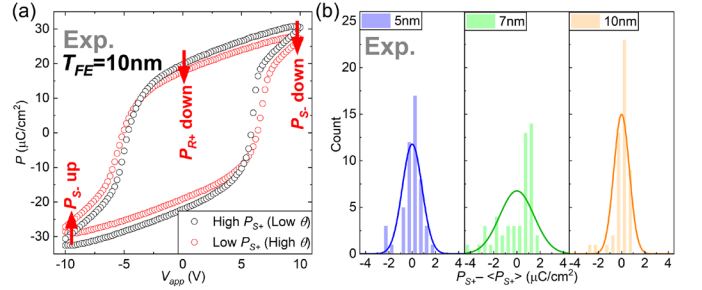 (a)
Exp.
T_FE=10nm
P_R+ down
P_S- down
P_S- up
30
20
10
0
-10
-20
-30
P (μC/cm²)
High P_S+ (Low θ)
Low P_S+ (High θ)
-10 -5 0 5 10
V_app (V)
(b)
5nm 7nm 10nm
Exp.
25
20
15
10
5
0
Count
-4 -2 0 2 4 -4 -2 0 2 4 -4 -2 0 2 4
P_S+ – <P_S+> (μC/cm²)